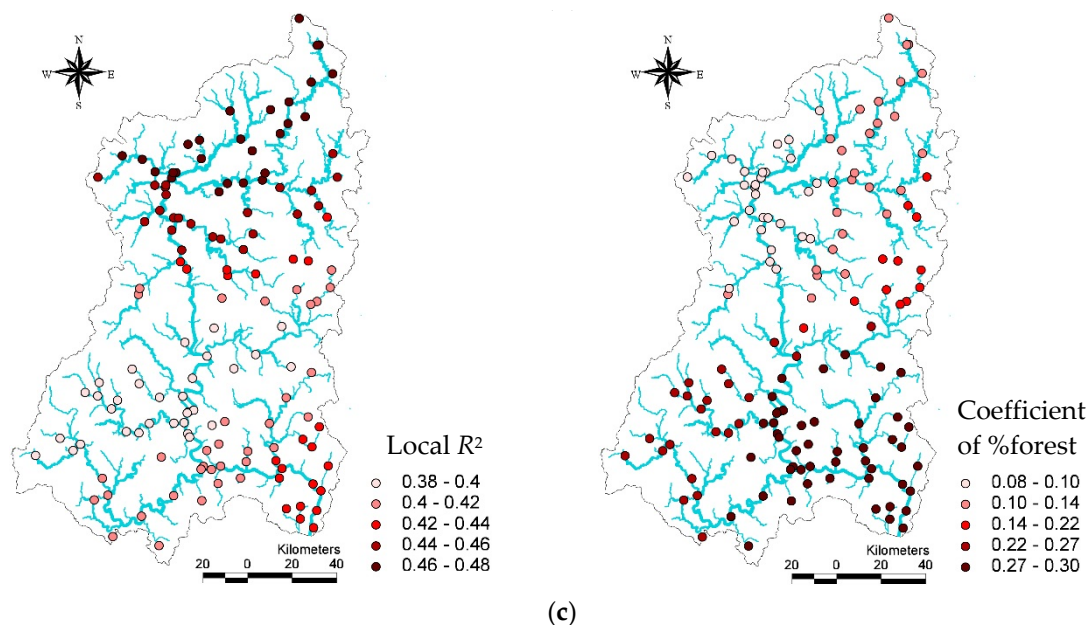 N
W E
S
Local R²
0.38 - 0.4
0.4 - 0.42
0.42 - 0.44
0.44 - 0.46
0.46 - 0.48
Kilometers
20 0 20 40
N
W E
S
Coefficient
of %forest
0.08 - 0.10
0.10 - 0.14
0.14 - 0.22
0.22 - 0.27
0.27 - 0.30
Kilometers
20 0 20 40
(c)